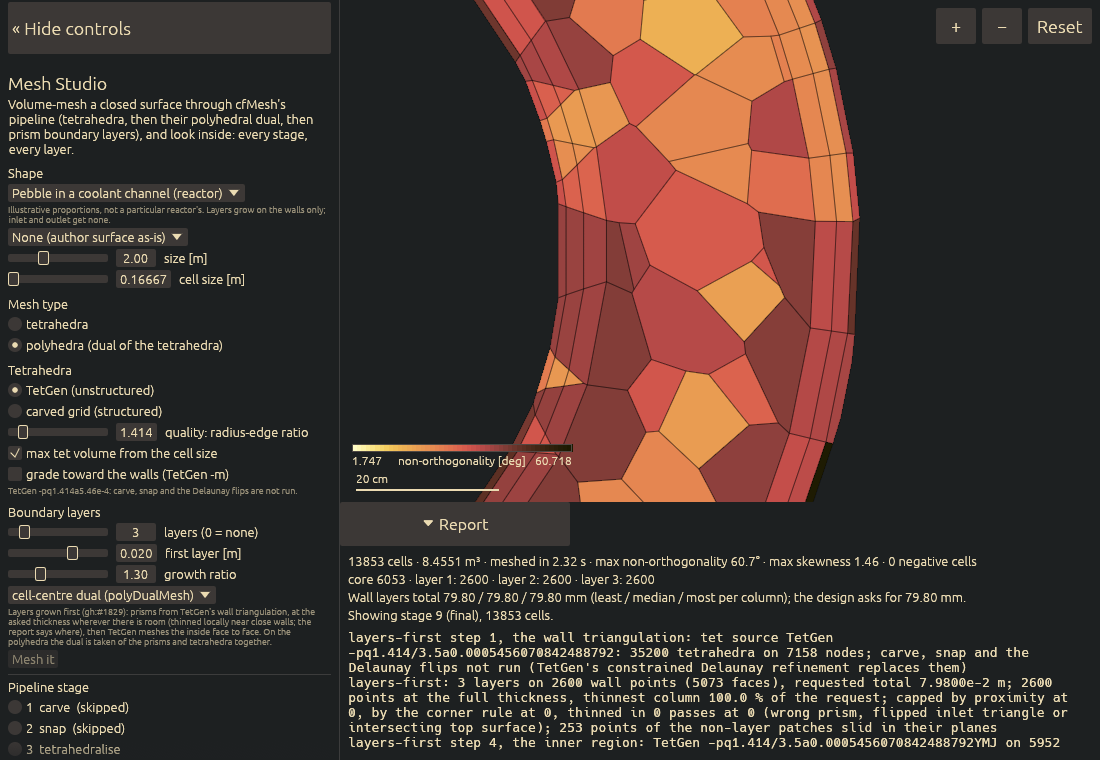 « Hide controls
Mesh Studio
Volume-mesh a closed surface through cfMesh's
pipeline (tetrahedra, then their polyhedral dual, then
prism boundary layers), and look inside: every stage,
every layer.
Shape
Pebble in a coolant channel (reactor)
Illustrative proportions, not a particular reactor's. Layers grow on the walls only;
inlet and outlet get none.
None (author surface as-is)
2.00 size [m]
0.16667 cell size [m]
Mesh type
tetrahedra
polyhedra (dual of the tetrahedra)
Tetrahedra
TetGen (unstructured)
carved grid (structured)
1.414 quality: radius-edge ratio
max tet volume from the cell size
grade toward the walls (TetGen -m)
TetGen -pq1.414a5.46e-4: carve, snap and the Delaunay flips are not run.
Boundary layers
3 layers (0 = none)
0.020 first layer [m]
1.30 growth ratio
cell-centre dual (polyDualMesh)
Layers grown first (gh:#1829): prisms from TetGen's wall triangulation, at the
asked thickness wherever there is room (thinned locally near close walls; the
report says where), then TetGen meshes the inside face to face. On the
polyhedra the dual is taken of the prisms and tetrahedra together.
Mesh it
Pipeline stage
1 carve (skipped)
2 snap (skipped)
3 tetrahedralise
+ − Reset
1.747 non-orthogonality [deg] 60.718
20 cm
Report
13853 cells · 8.4551 m³ · meshed in 2.32 s · max non-orthogonality 60.7° · max skewness 1.46 · 0 negative cells
core 6053 · layer 1: 2600 · layer 2: 2600 · layer 3: 2600
Wall layers total 79.80 / 79.80 / 79.80 mm (least / median / most per column); the design asks for 79.80 mm.
Showing stage 9 (final), 13853 cells.
layers-first step 1, the wall triangulation: tet source TetGen
-pq1.414/3.5a0.0005456070842488792: 35200 tetrahedra on 7158 nodes; carve, snap and the
Delaunay flips not run (TetGen's constrained Delaunay refinement replaces them)
layers-first: 3 layers on 2600 wall points (5073 faces), requested total 7.9800e-2 m; 2600
points at the full thickness, thinnest column 100.0 % of the request; capped by proximity at
0, by the corner rule at 0, thinned in 0 passes at 0 (wrong prism, flipped inlet triangle or
intersecting top surface); 253 points of the non-layer patches slid in their planes
layers-first step 4, the inner region: TetGen -pq1.414/3.5a0.0005456070842488792YMJ on 5952